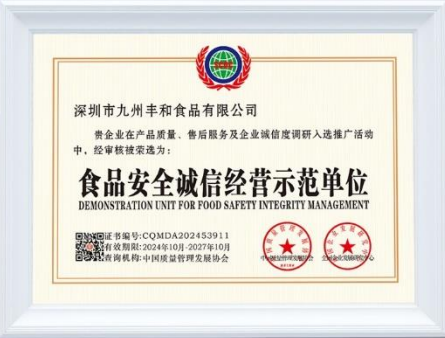 深圳市九州丰和食品有限公司
贵企业在产品质量、售后服务及企业诚信度调研入选推广活动
中，经审核被荣选为：
食品安全诚信经营示范单位
DEMONSTRATION UNIT FOR FOOD SAFETY INTEGRITY MANAGEMENT
证书编号：CQMDA202453911
有效期限：2024年10月-2027年10月
查询机构：中国质量管理发展协会